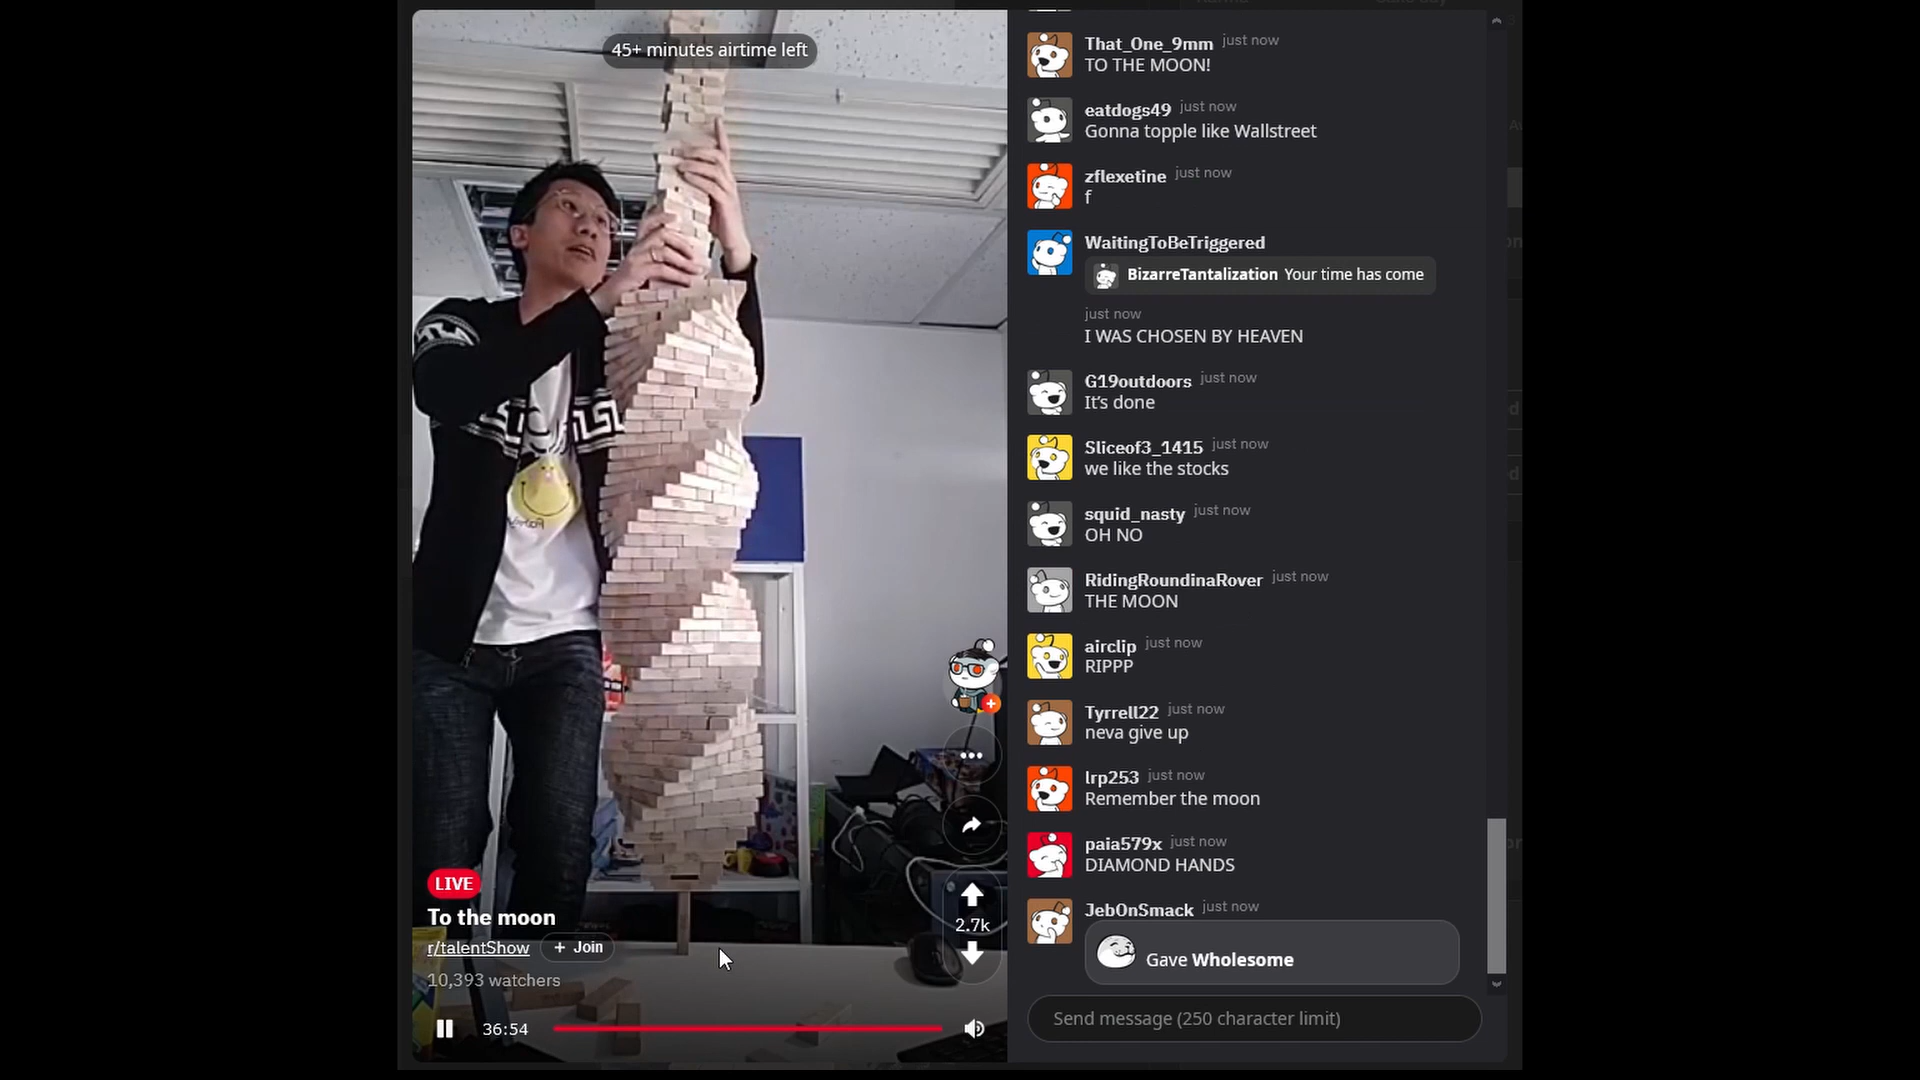 45+ minutes airtime left
LIVE
To the moon
r/talentShow + Join
10,393 watchers
36:54
2.7k
That_One_9mm just now
TO THE MOON!
eatdogs49 just now
Gonna topple like Wallstreet
zflexetine just now
f
WaitingToBeTriggered
BizarreTantalization Your time has come
just now
I WAS CHOSEN BY HEAVEN
G19outdoors just now
It's done
Sliceof3_1415 just now
we like the stocks
squid_nasty just now
OH NO
RidingRoundinaRover just now
THE MOON
airclip just now
RIPPP
Tyrrell22 just now
neva give up
lrp253 just now
Remember the moon
paia579x just now
DIAMOND HANDS
JebOnSmack just now
Gave Wholesome
Send message (250 character limit)